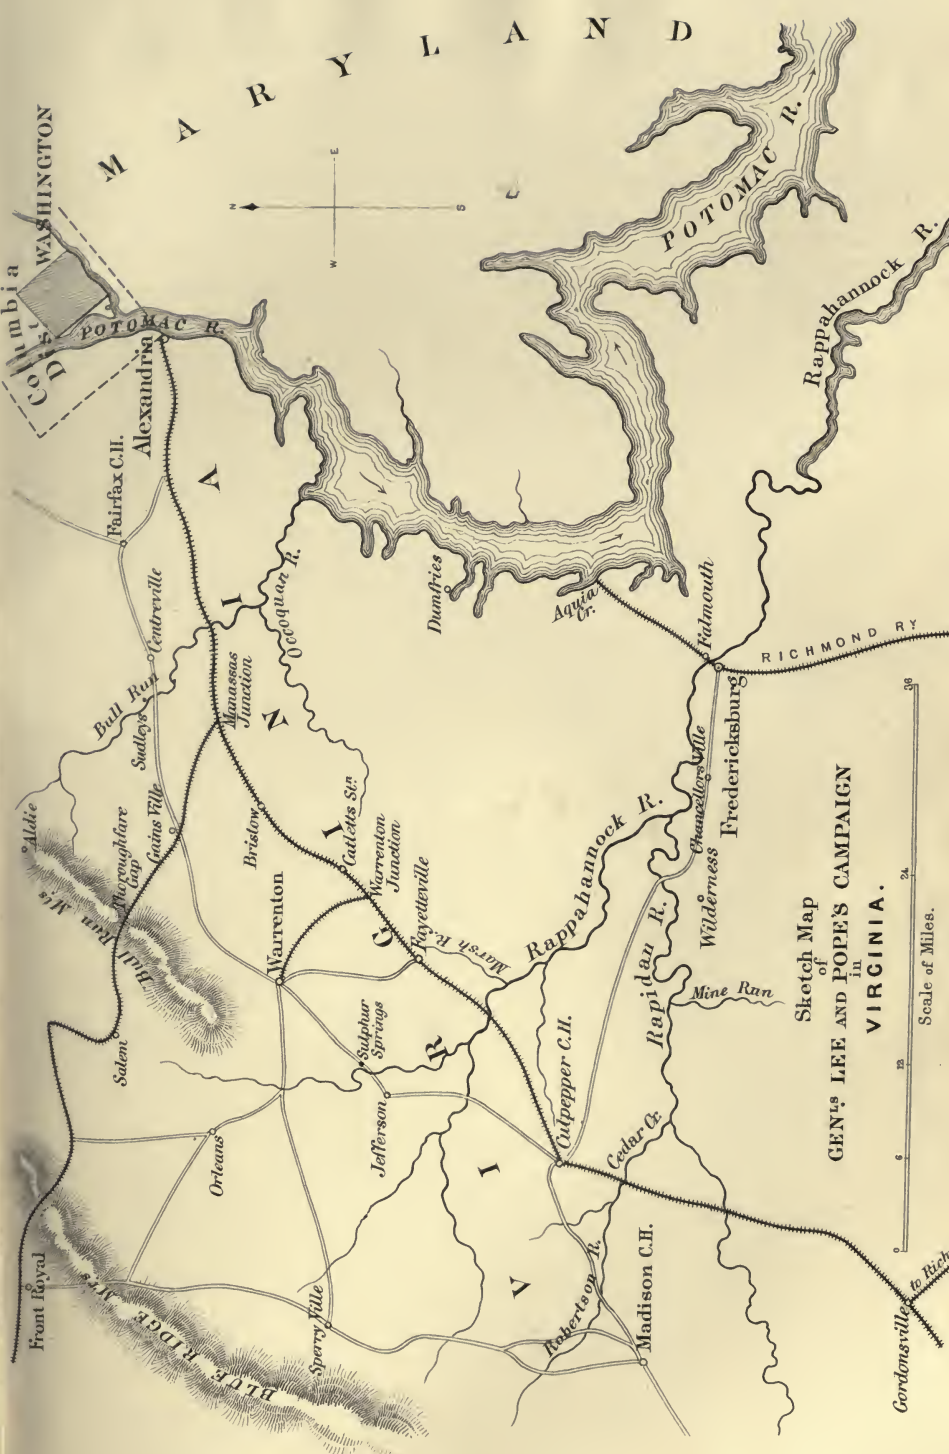 MARYLAND
Columbia
Dist.
WASHINGTON
POTOMAC R.
Alexandria
Fairfax C.H.
N
E
S
W
POTOMAC R.
Rappahannock R.
Centreville
Bull Run
Sudleys
Occoquan R.
Manassas
Junction
Dumfries
Aquia
Cr.
Falmouth
RICHMOND RY
Fredericksburg
Chancellorsville
Wilderness
Aldie
Thoroughfare
Gap
Gains Ville
Bull Run Mts.
Bristow
Catletts Stn
Warrenton
Junction
Warrenton
Fayetteville
Marsh R.
Rappahannock R.
Rapidan R.
Mine Run
Salem
Sulphur
Springs
Jefferson
Orleans
Culpepper C.H.
Cedar Cr.
Front Royal
BLUE RIDGE MTS
Sperry Ville
Robertson R.
Madison C.H.
Gordonsville
to Rich
VIRGINIA
Sketch Map
of
GENLS LEE AND POPE'S CAMPAIGN
in
VIRGINIA.
0 6 12 24 36
Scale of Miles.